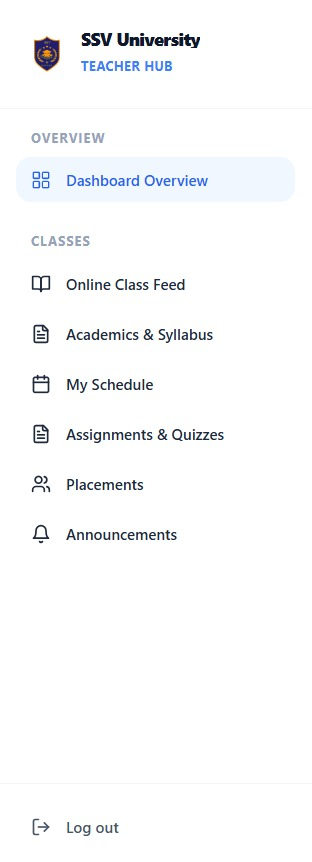 SSV University
TEACHER HUB
OVERVIEW
Dashboard Overview
CLASSES
Online Class Feed
Academics & Syllabus
My Schedule
Assignments & Quizzes
Placements
Announcements
Log out